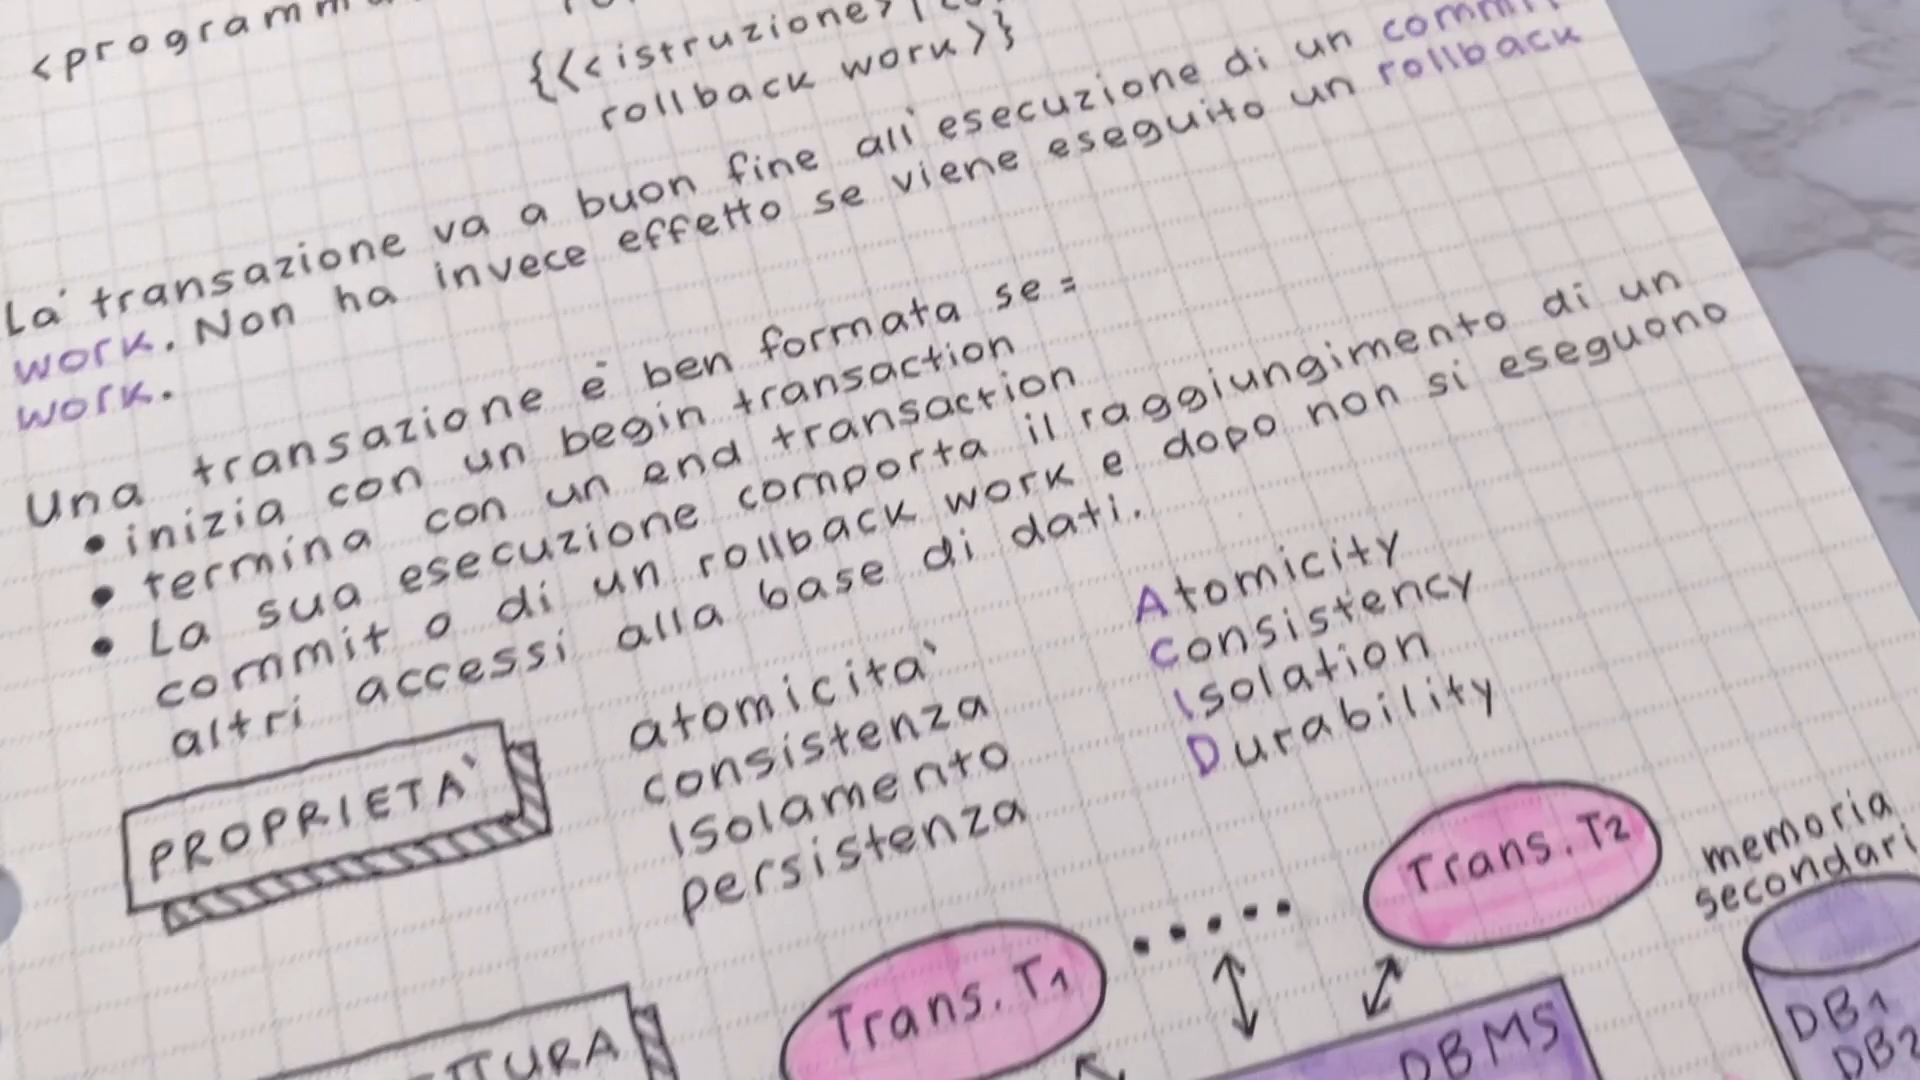 {(<istruzione>|
rollback work>}
La transazione va a buon fine all'esecuzione di un commit
work. Non ha invece effetto se viene eseguito un rollback
work.
Una transazione è ben formata se:
• inizia con un begin transaction
• termina con un end transaction
• La sua esecuzione comporta il raggiungimento di un
commit o di un rollback work e dopo non si eseguono
altri accessi alla base di dati.
PROPRIETA'
atomicita'
consistenza
isolamento
persistenza
Atomicity
consistency
Isolation
Durability
Trans. T1
.....
Trans. T2
memoria
DBMS
DB1
DB2